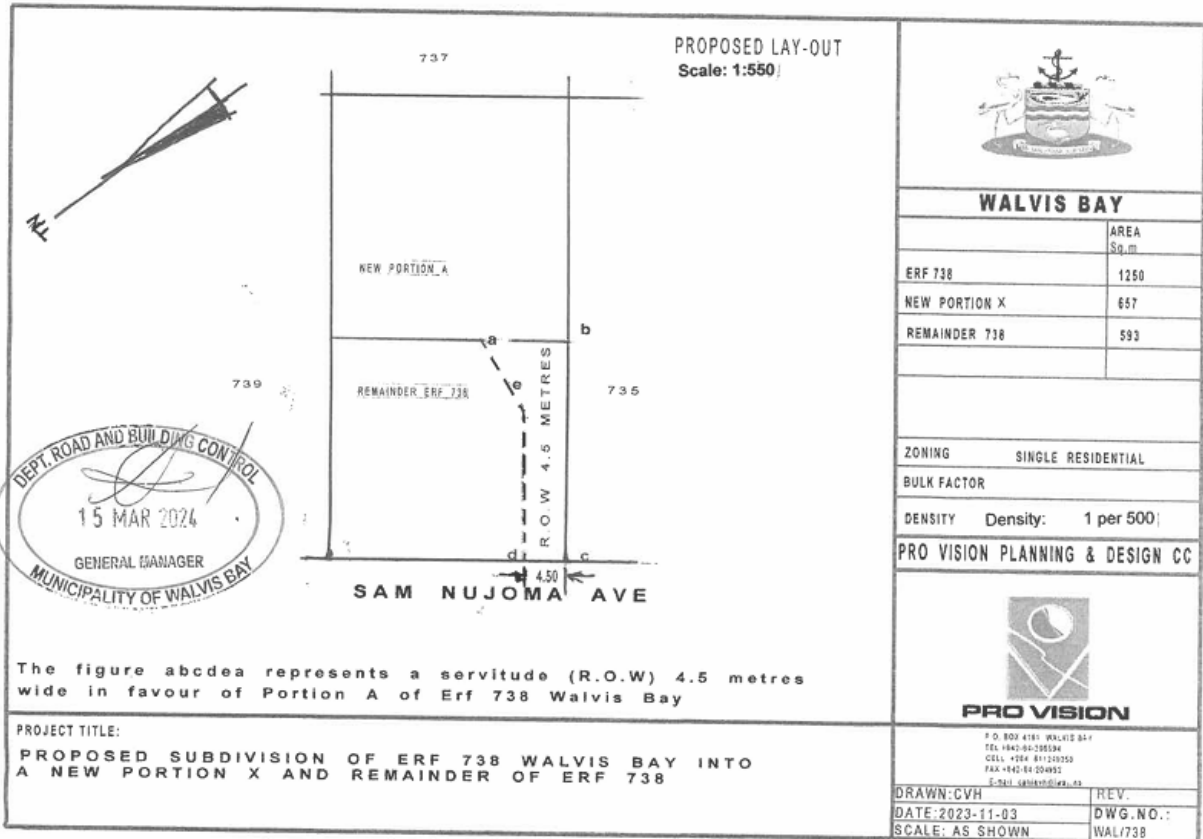 PROPOSED LAY-OUT
Scale: 1:550
737
NEW PORTION A
a
b
e
739
REMAINDER ERF 738
R.O.W 4.5 METRES
735
d
c
4.50
SAM NUJOMA AVE
DEPT. ROAD AND BUILDING CONTROL
15 MAR 2024
GENERAL MANAGER
MUNICIPALITY OF WALVIS BAY
The figure abcdea represents a servitude (R.O.W) 4.5 metres
wide in favour of Portion A of Erf 738 Walvis Bay
PROJECT TITLE:
PROPOSED SUBDIVISION OF ERF 738 WALVIS BAY INTO
A NEW PORTION X AND REMAINDER OF ERF 738
WALVIS BAY
AREA
Sq.m
ERF 738 1250
NEW PORTION X 657
REMAINDER 738 593
ZONING SINGLE RESIDENTIAL
BULK FACTOR
DENSITY Density: 1 per 500
PRO VISION PLANNING & DESIGN CC
PRO VISION
P.O. BOX 4181 WALVIS BAY
DRAWN:CVH REV.
DATE:2023-11-03 DWG.NO.:
SCALE: AS SHOWN WAL/738